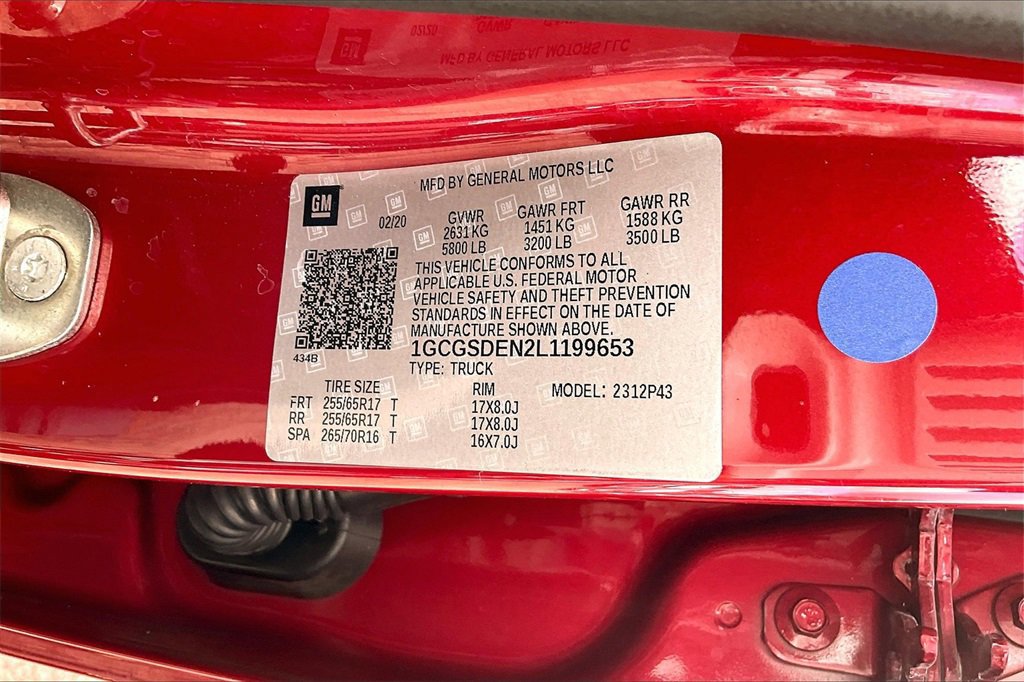 MFD BY GENERAL MOTORS LLC
GM
02/20
GVWR GAWR FRT GAWR RR
2631 KG 1451 KG 1588 KG
5800 LB 3200 LB 3500 LB
THIS VEHICLE CONFORMS TO ALL
APPLICABLE U.S. FEDERAL MOTOR
VEHICLE SAFETY AND THEFT PREVENTION
STANDARDS IN EFFECT ON THE DATE OF
MANUFACTURE SHOWN ABOVE.
434B
1GCGSDEN2L1199653
TYPE: TRUCK
TIRE SIZE RIM MODEL: 2312P43
FRT 255/65R17 T 17X8.0J
RR 255/65R17 T 17X8.0J
SPA 265/70R16 T 16X7.0J